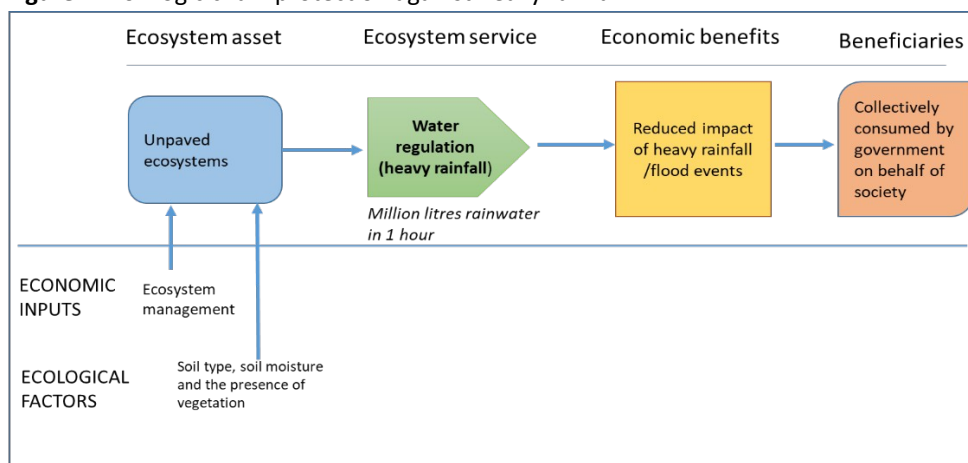 Ecosystem asset
Ecosystem service
Economic benefits
Beneficiaries
Unpaved
ecosystems
Water
regulation
(heavy rainfall)
Million litres rainwater
in 1 hour
Reduced impact
of heavy rainfall
/flood events
Collectively
consumed by
government
on behalf of
society
ECONOMIC
INPUTS
Ecosystem
management
ECOLOGICAL
FACTORS
Soil type, soil moisture
and the presence of
vegetation